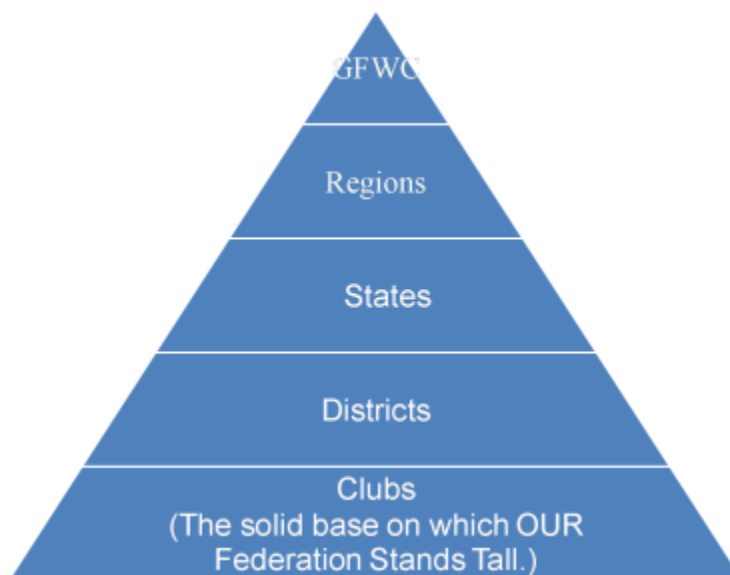 GFWC
Regions
States
Districts
Clubs
(The solid base on which OUR
Federation Stands Tall.)